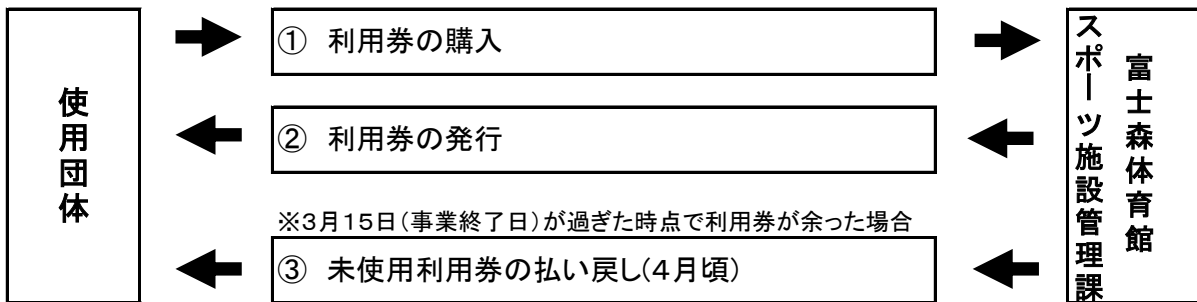 使用団体
① 利用券の購入
② 利用券の発行
※3月15日(事業終了日)が過ぎた時点で利用券が余った場合
③ 未使用利用券の払い戻し(4月頃)
富士森体育館
スポーツ施設管理課